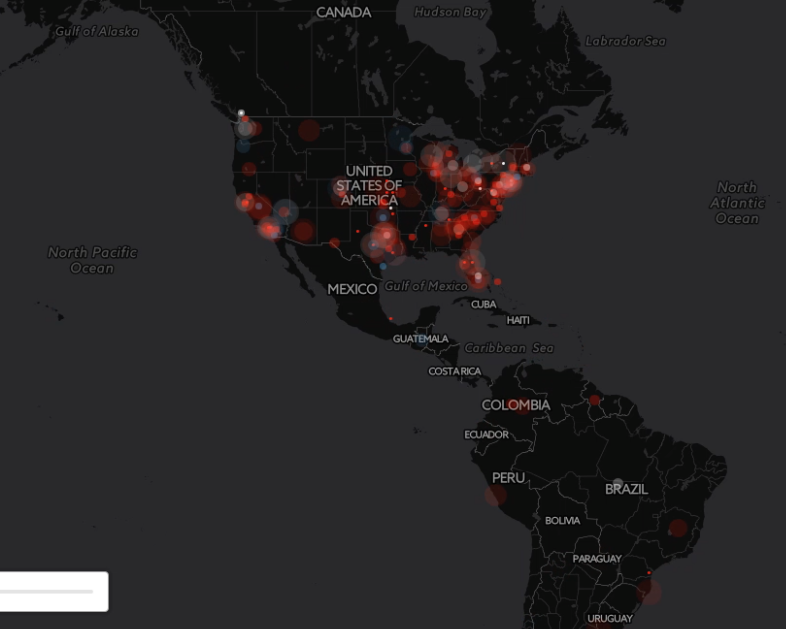 CANADA
Hudson Bay
Gulf of Alaska
Labrador Sea
UNITED
STATES OF
AMERICA
North
Atlantic
Ocean
North Pacific
Ocean
MEXICO
Gulf of Mexico
CUBA
HAITI
GUATEMALA
Caribbean Sea
COSTA RICA
COLOMBIA
ECUADOR
PERU
BRAZIL
BOLIVIA
PARAGUAY
URUGUAY